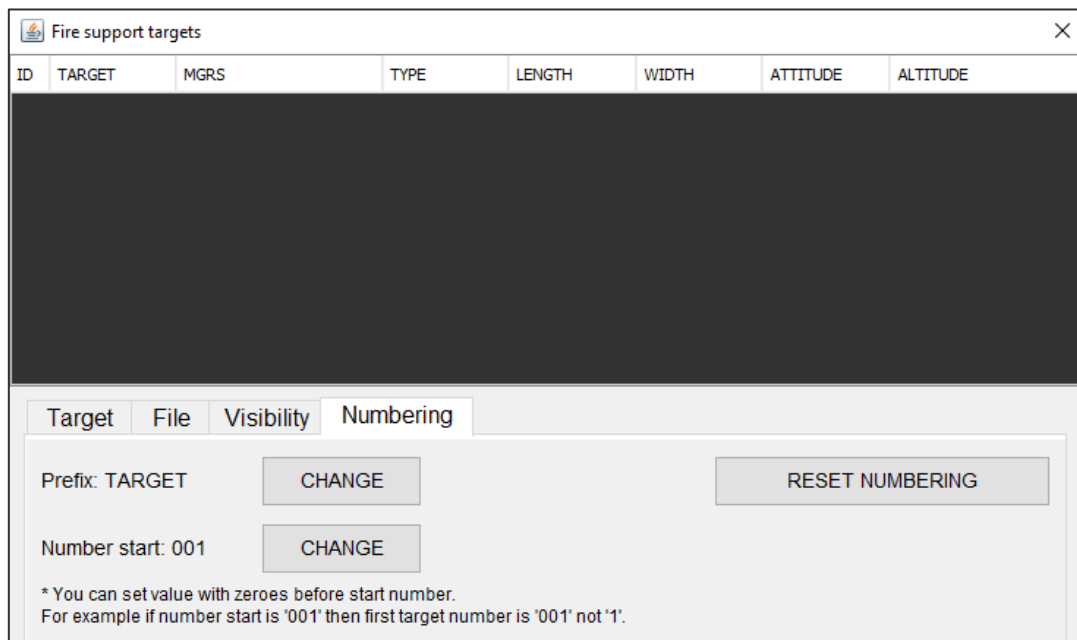 Fire support targets
ID TARGET MGRS TYPE LENGTH WIDTH ATTITUDE ALTITUDE
Target File Visibility Numbering
Prefix: TARGET CHANGE RESET NUMBERING
Number start: 001 CHANGE
* You can set value with zeroes before start number.
For example if number start is '001' then first target number is '001' not '1'.